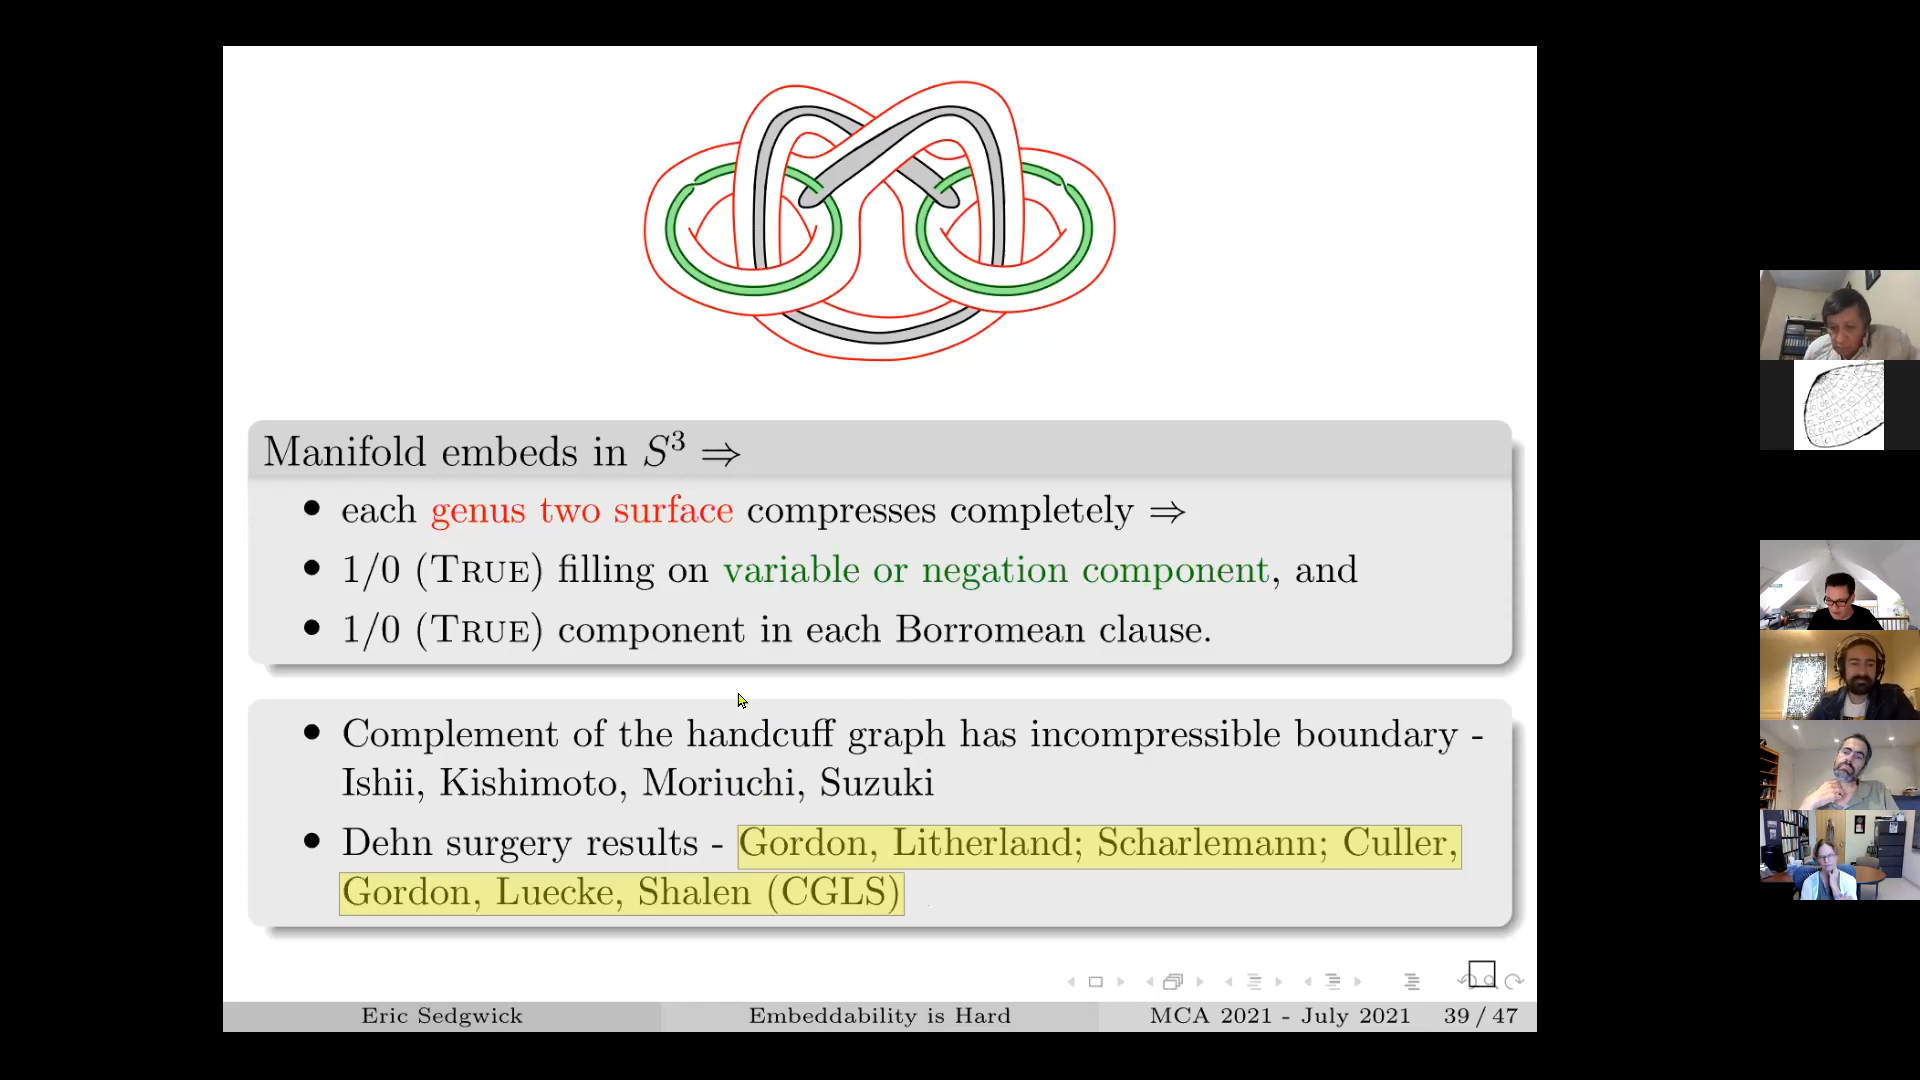 Manifold embeds in S³ ⇒
• each genus two surface compresses completely ⇒
• 1/0 (TRUE) filling on variable or negation component, and
• 1/0 (TRUE) component in each Borromean clause.
• Complement of the handcuff graph has incompressible boundary -
Ishii, Kishimoto, Moriuchi, Suzuki
• Dehn surgery results - Gordon, Litherland; Scharlemann; Culler,
Gordon, Luecke, Shalen (CGLS)
Eric Sedgwick Embeddability is Hard MCA 2021 - July 2021 39 / 47